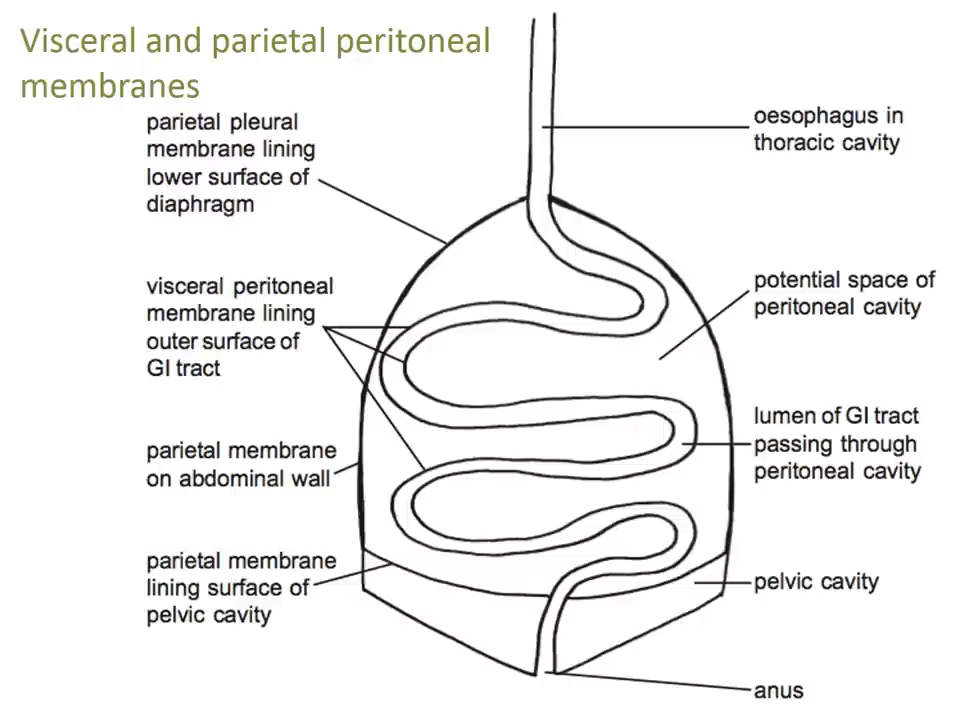 Visceral and parietal peritoneal
membranes
parietal pleural
membrane lining
lower surface of
diaphragm
visceral peritoneal
membrane lining
outer surface of
GI tract
parietal membrane
on abdominal wall
parietal membrane
lining surface of
pelvic cavity
oesophagus in
thoracic cavity
potential space of
peritoneal cavity
lumen of GI tract
passing through
peritoneal cavity
pelvic cavity
anus